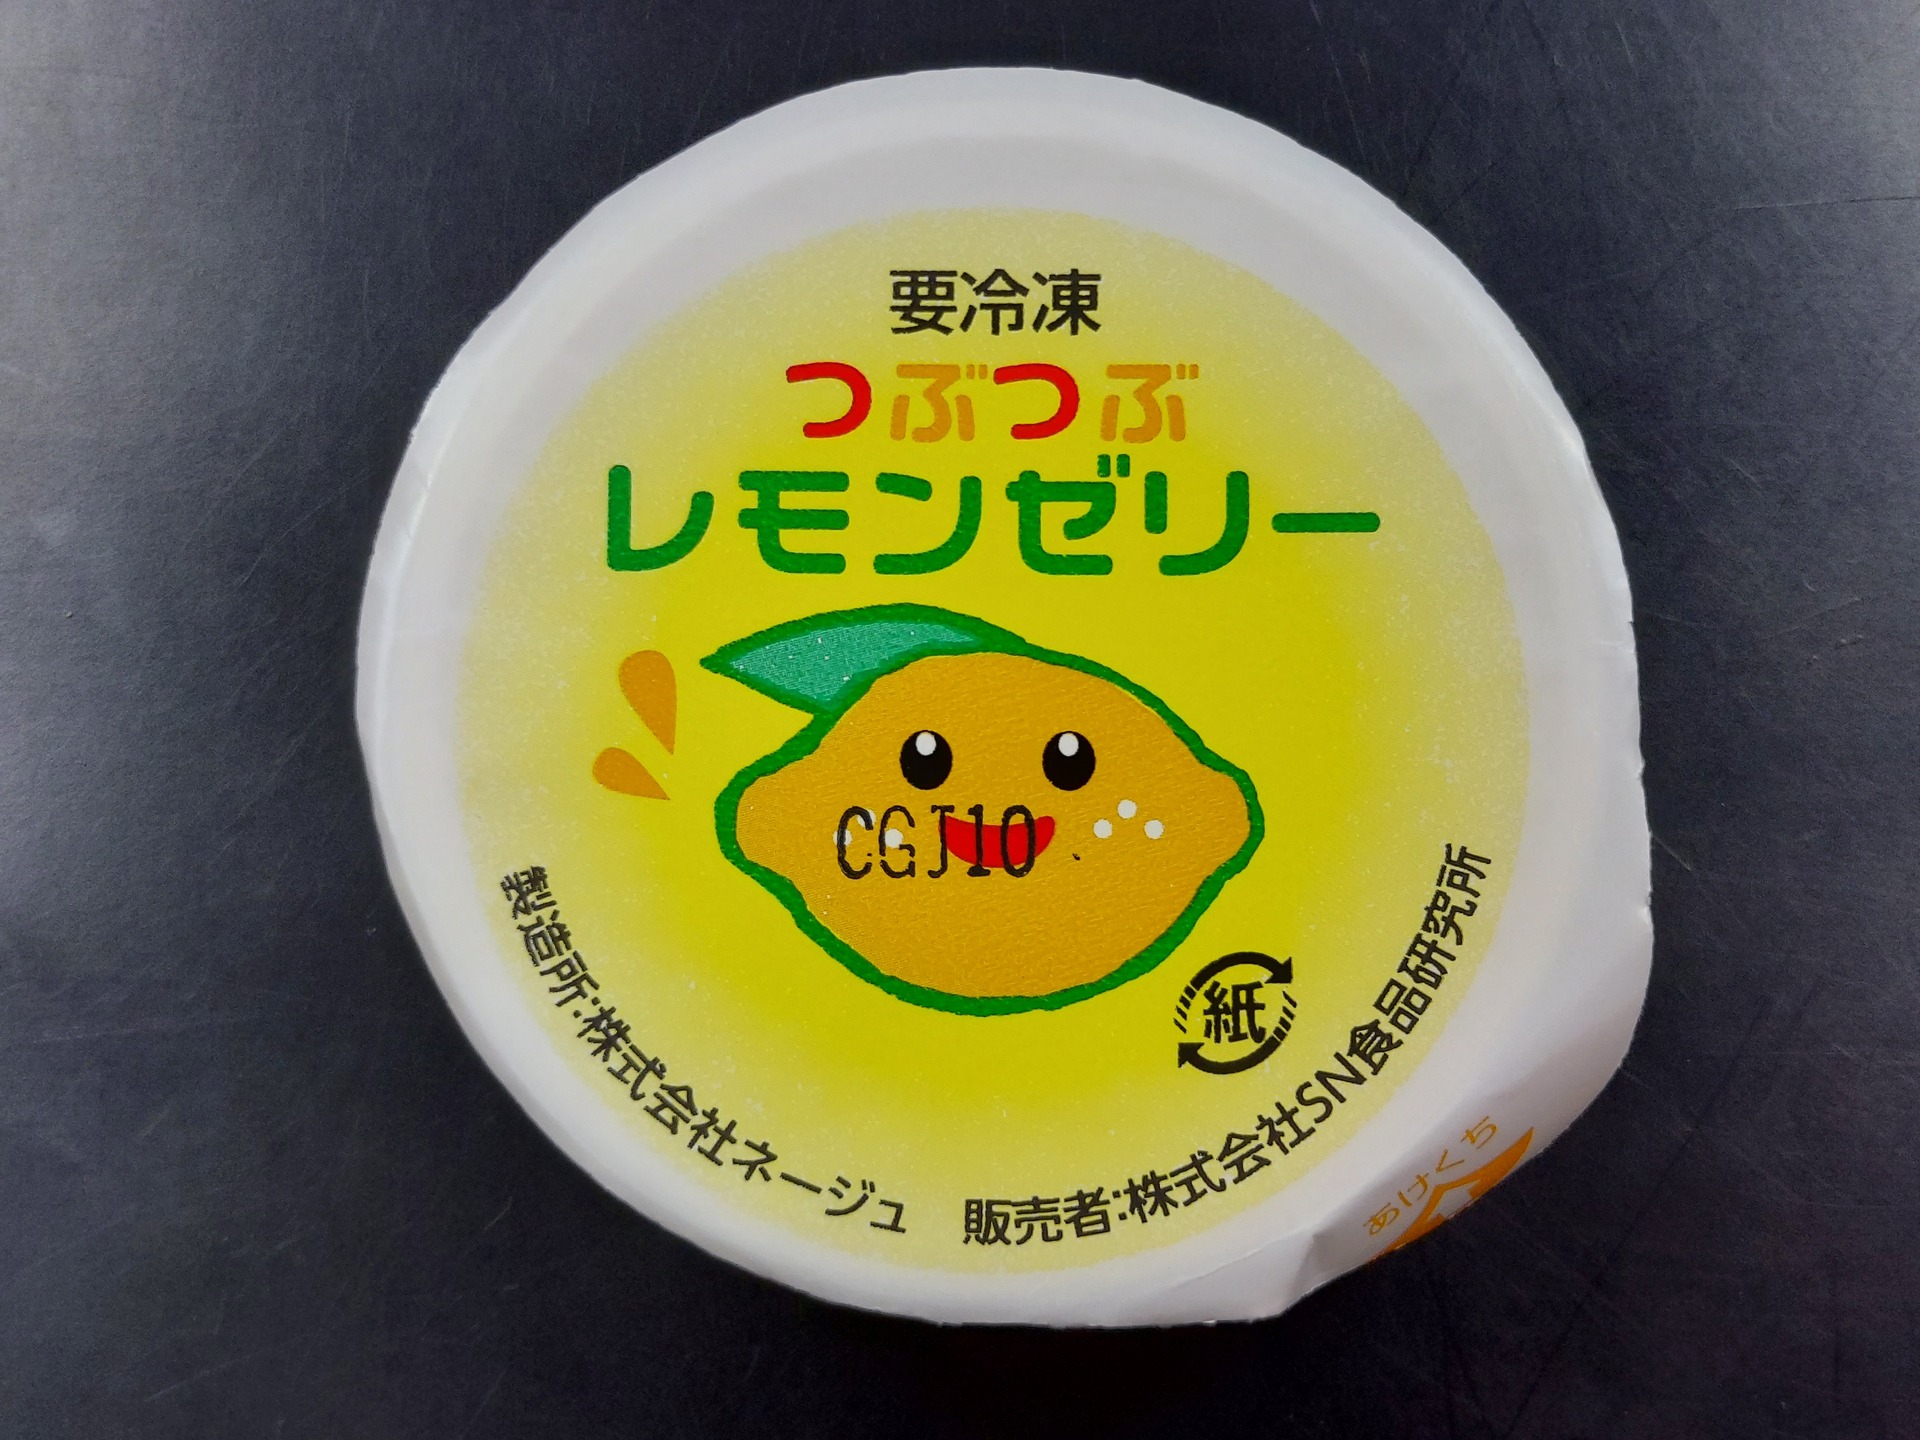 要冷凍
つぶつぶ
レモンゼリー
CGJ10
紙
製造所:株式会社ネージュ
販売者:株式会社SN食品研究所
あけくち